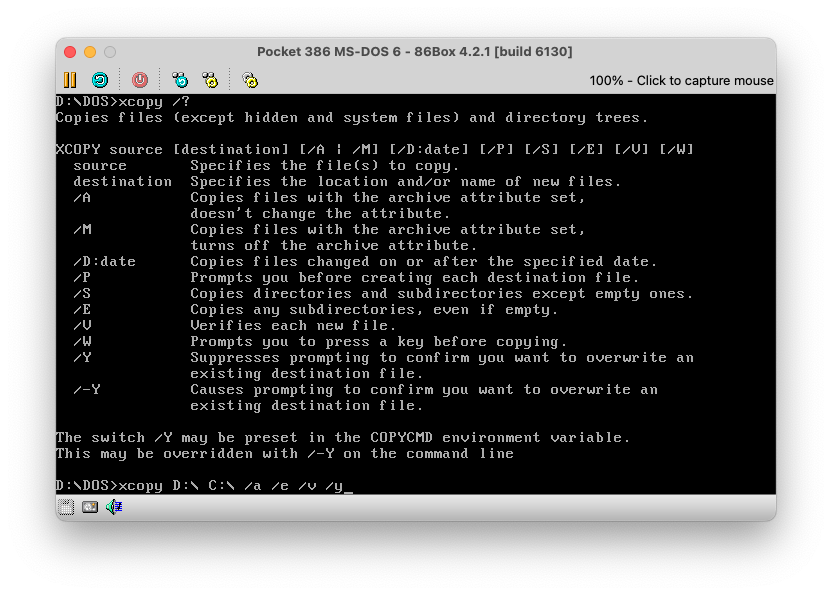 Pocket 386 MS-DOS 6 - 86Box 4.2.1 [build 6130]
100% - Click to capture mouse
D:\DOS>xcopy /?
Copies files (except hidden and system files) and directory trees.
XCOPY source [destination] [/A ¦ /M] [/D:date] [/P] [/S] [/E] [/V] [/W]
source Specifies the file(s) to copy.
destination Specifies the location and/or name of new files.
/A Copies files with the archive attribute set,
doesn't change the attribute.
/M Copies files with the archive attribute set,
turns off the archive attribute.
/D:date Copies files changed on or after the specified date.
/P Prompts you before creating each destination file.
/S Copies directories and subdirectories except empty ones.
/E Copies any subdirectories, even if empty.
/V Verifies each new file.
/W Prompts you to press a key before copying.
/Y Suppresses prompting to confirm you want to overwrite an
existing destination file.
/-Y Causes prompting to confirm you want to overwrite an
existing destination file.
The switch /Y may be preset in the COPYCMD environment variable.
This may be overridden with /-Y on the command line
D:\DOS>xcopy D:\ C:\ /a /e /v /y_